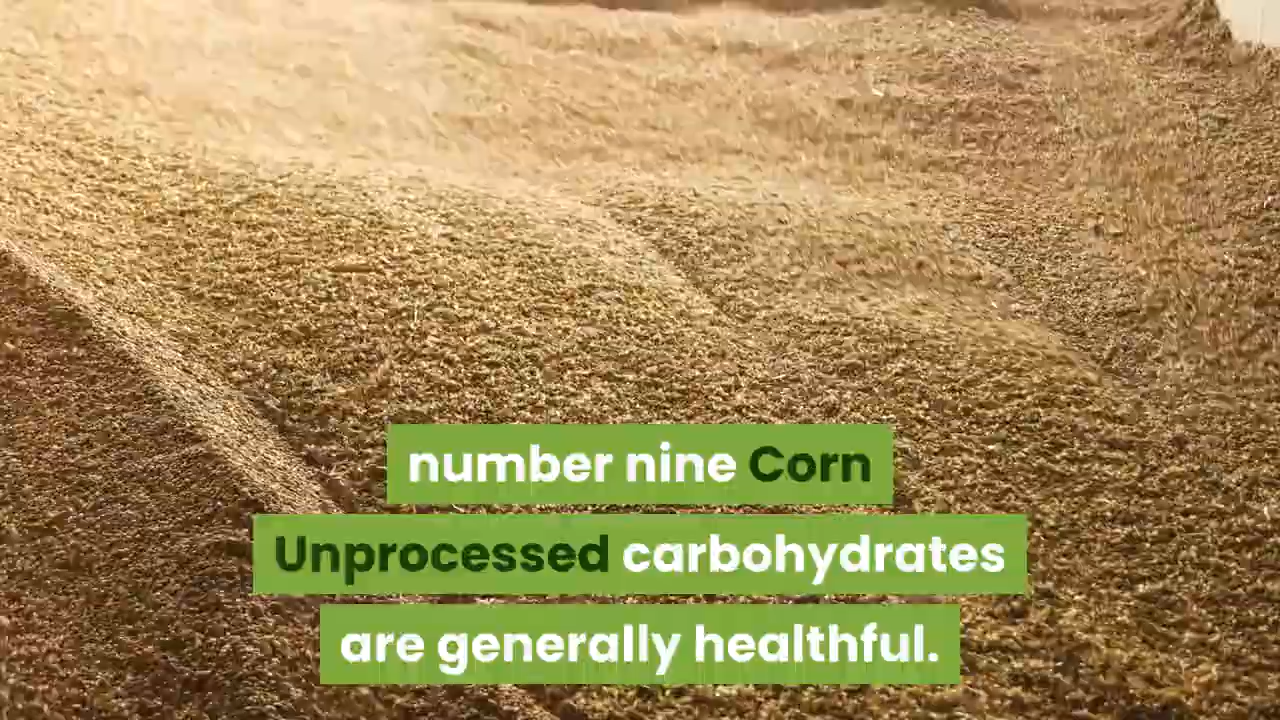 number nine Corn
Unprocessed carbohydrates
are generally healthful.